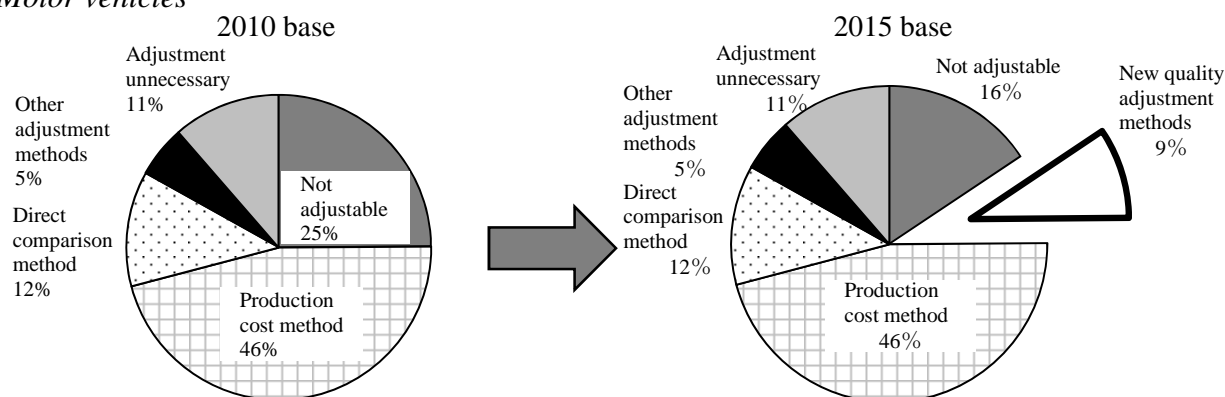 Motor vehicles
2010 base
Adjustment
unnecessary
11%
Other
adjustment
methods
5%
Direct
comparison
method
12%
Not
adjustable
25%
Production
cost method
46%
2015 base
Adjustment
unnecessary
11%
Other
adjustment
methods
5%
Direct
comparison
method
12%
Not adjustable
16%
New quality
adjustment
methods
9%
Production
cost method
46%